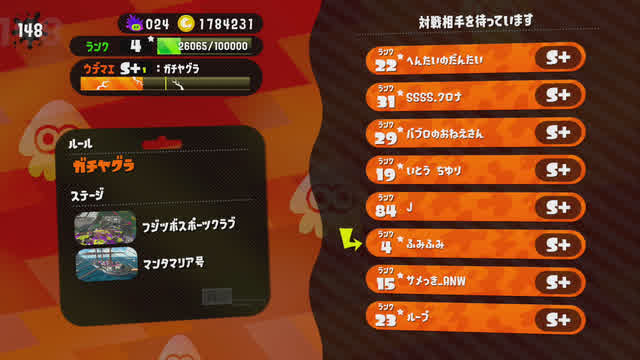 148
024 1784231
ランク 4★ 26065/100000
ウデマエ S+1 :ガチヤグラ
ルール
ガチヤグラ
ステージ
フジツボスポーツクラブ
マンタマリア号
対戦相手を待っています
ランク 22★ へんたいのだんたい S+
ランク 31★ SSSS.クロナ S+
ランク 29★ パブロのおねえさん S+
ランク 19★ いとう ちゆり S+
ランク 84 J S+
ランク 4★ ふみふみ S+
ランク 15★ サメっき_ANW S+
ランク 23★ ループ S+